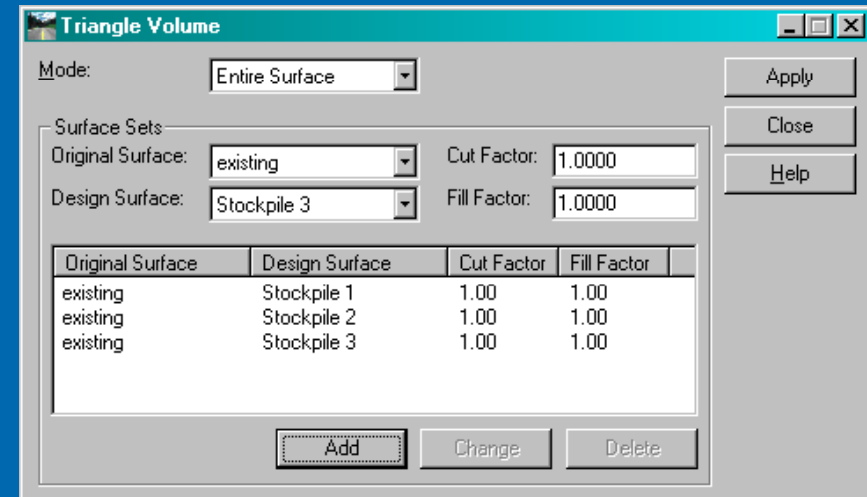 Triangle Volume
Mode: Entire Surface
Apply
Close
Help
Surface Sets
Original Surface: existing Cut Factor: 1.0000
Design Surface: Stockpile 3 Fill Factor: 1.0000
Original Surface Design Surface Cut Factor Fill Factor
existing Stockpile 1 1.00 1.00
existing Stockpile 2 1.00 1.00
existing Stockpile 3 1.00 1.00
Add Change Delete